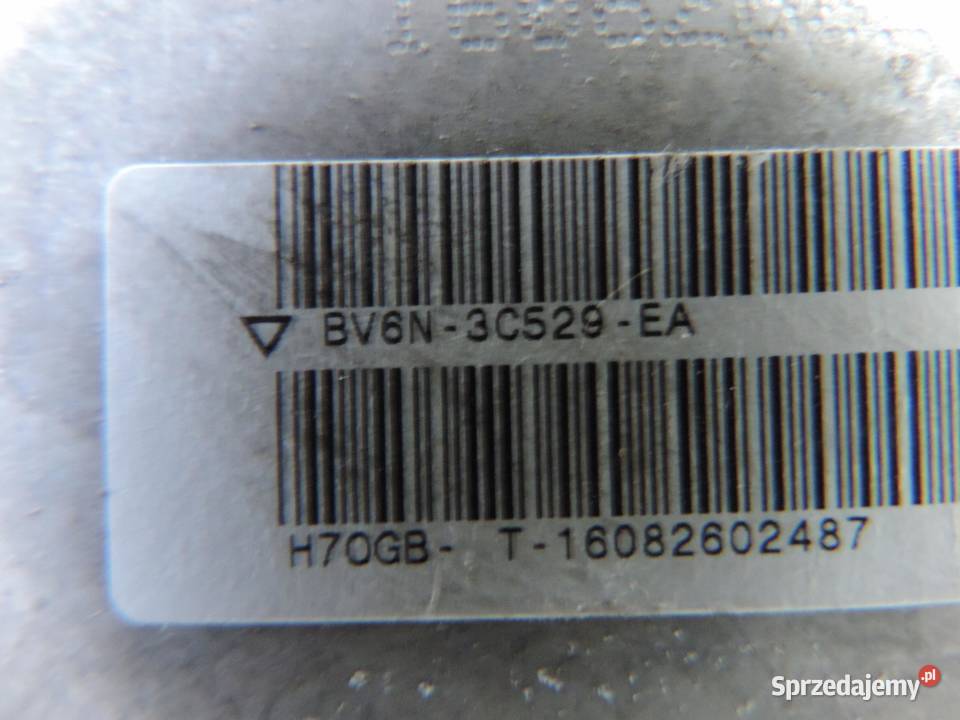 BV6N-3C529-EA
H70GB- T-16082602487
Sprzedajemy.pl